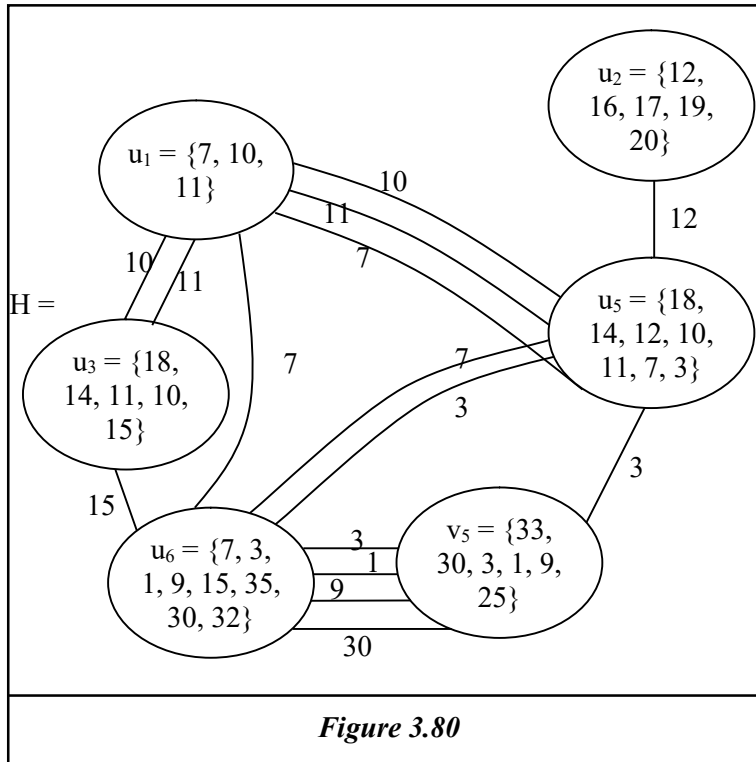 u₂ = {12,
16, 17, 19,
20}
u₁ = {7, 10,
11}
10
11
7
12
10
11
H =
u₅ = {18,
14, 12, 10,
11, 7, 3}
u₃ = {18,
14, 11, 10,
15}
7
7
3
3
15
u₆ = {7, 3,
1, 9, 15, 35,
30, 32}
3
1
9
30
v₅ = {33,
30, 3, 1, 9,
25}
Figure 3.80